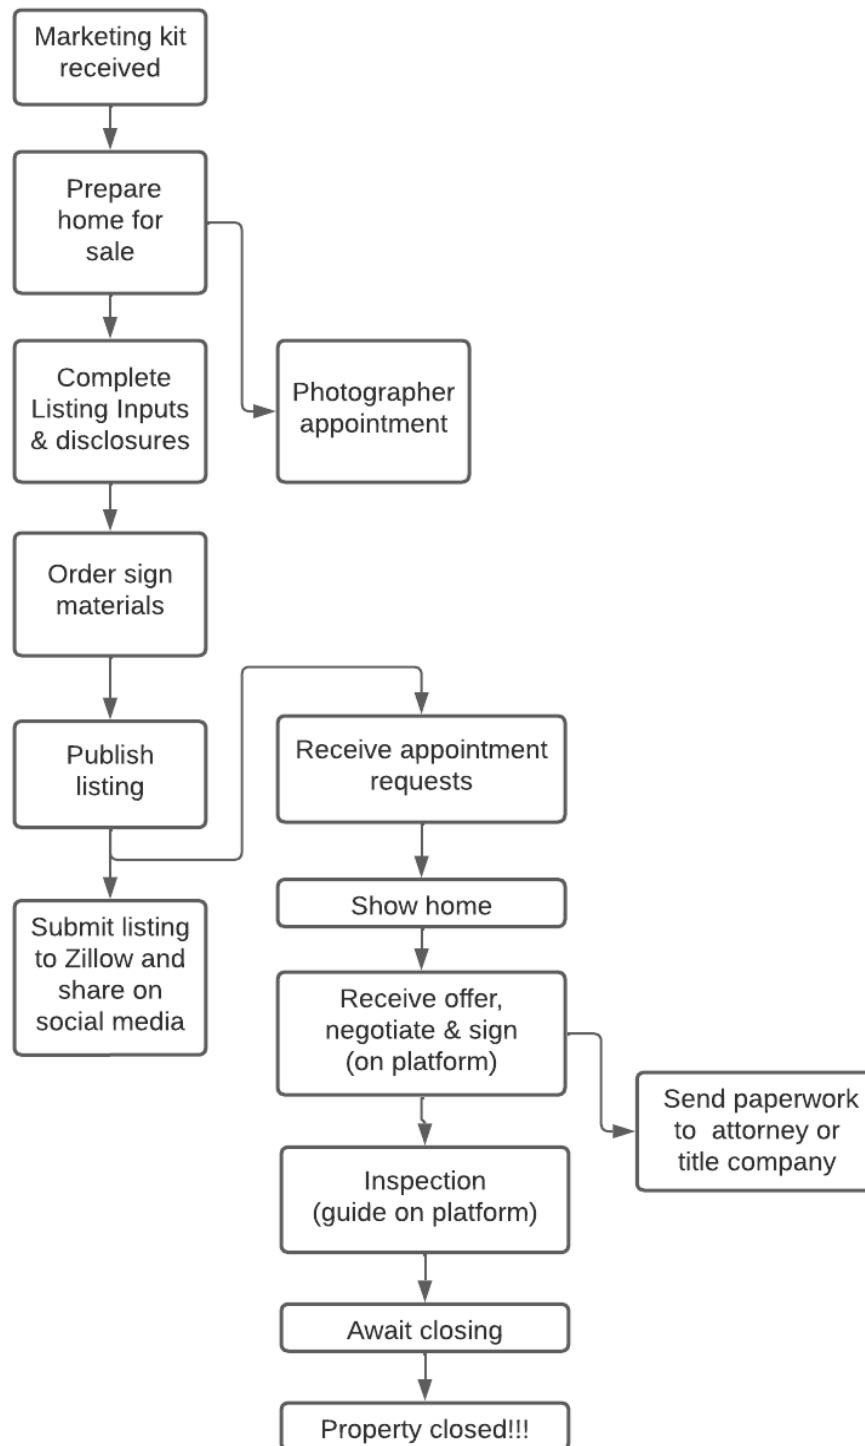 Marketing kit
received
Prepare
home for
sale
Complete
Listing Inputs
& disclosures
Photographer
appointment
Order sign
materials
Publish
listing
Submit listing
to Zillow and
share on
social media
Receive appointment
requests
Show home
Receive offer,
negotiate & sign
(on platform)
Send paperwork
to attorney or
title company
Inspection
(guide on platform)
Await closing
Property closed!!!